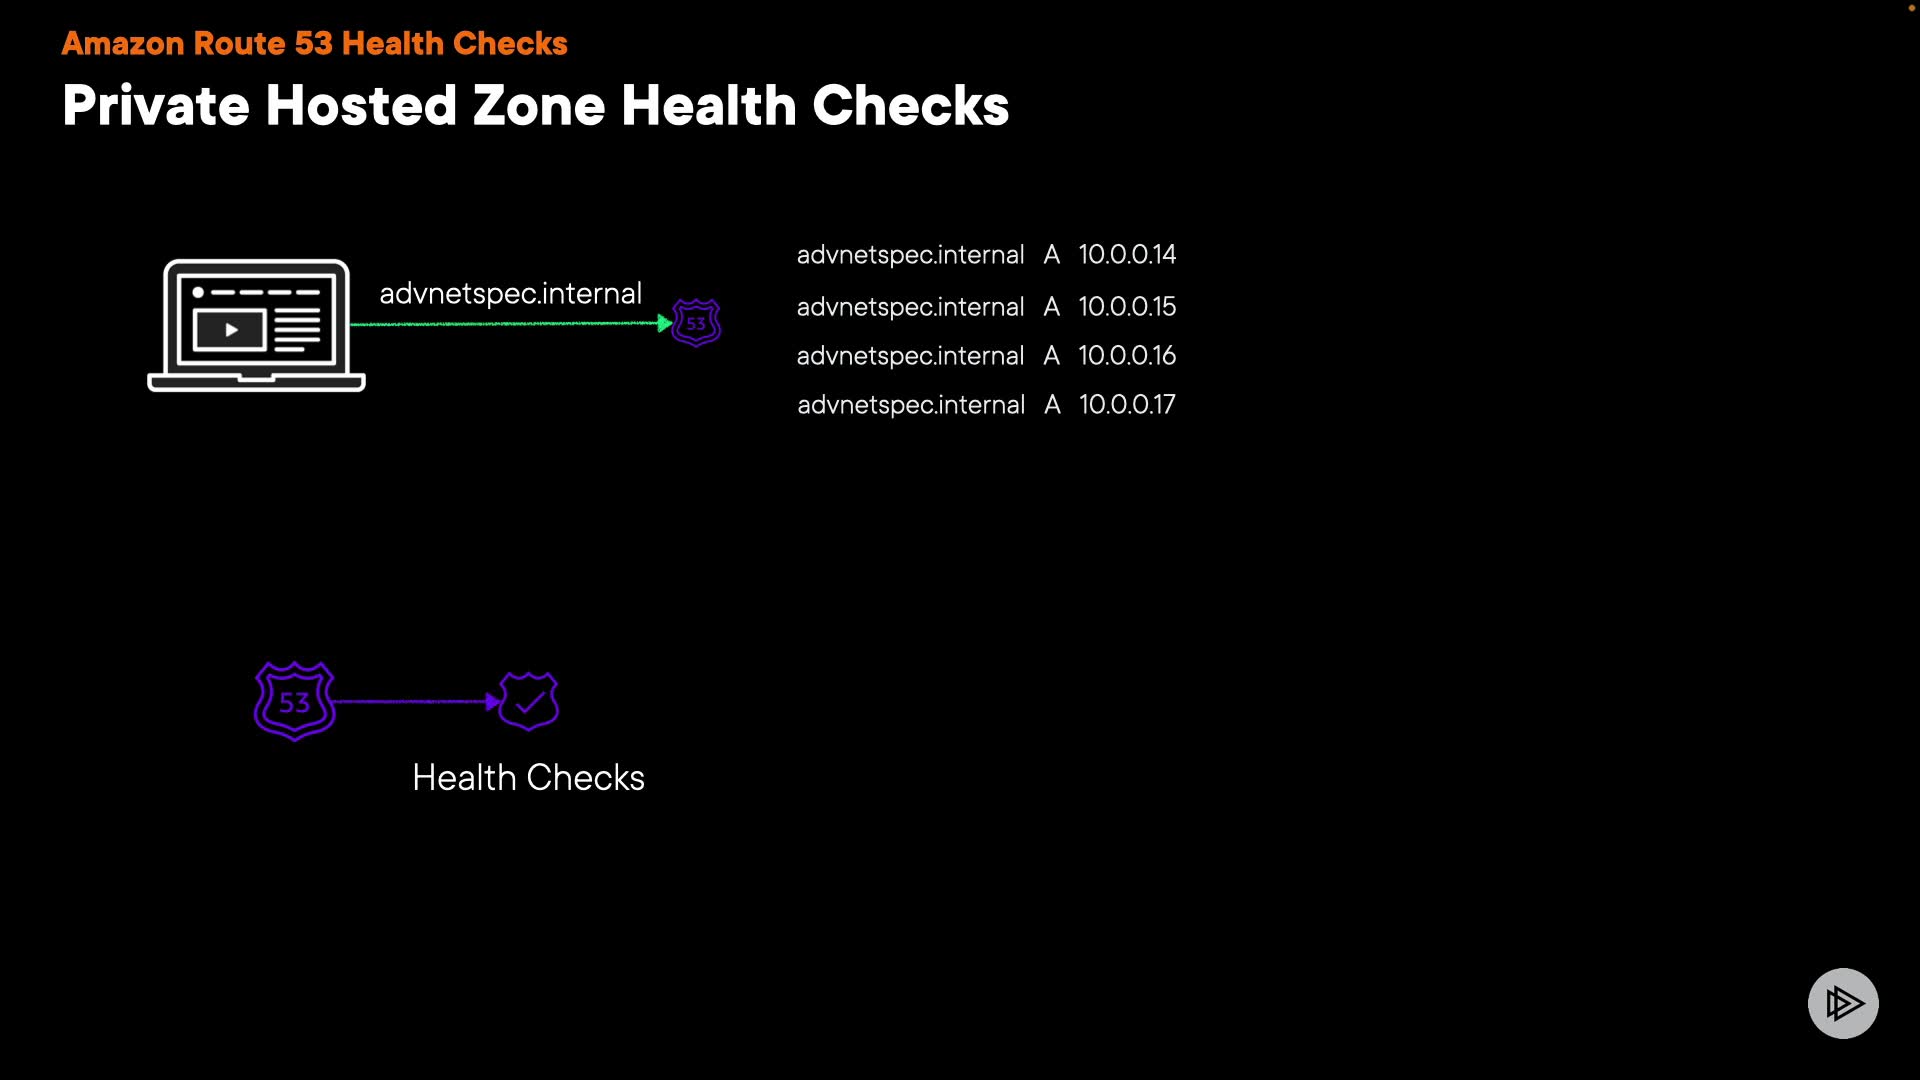 Amazon Route 53 Health Checks
Private Hosted Zone Health Checks
advnetspec.internal
53
advnetspec.internal A 10.0.0.14
advnetspec.internal A 10.0.0.15
advnetspec.internal A 10.0.0.16
advnetspec.internal A 10.0.0.17
53
Health Checks